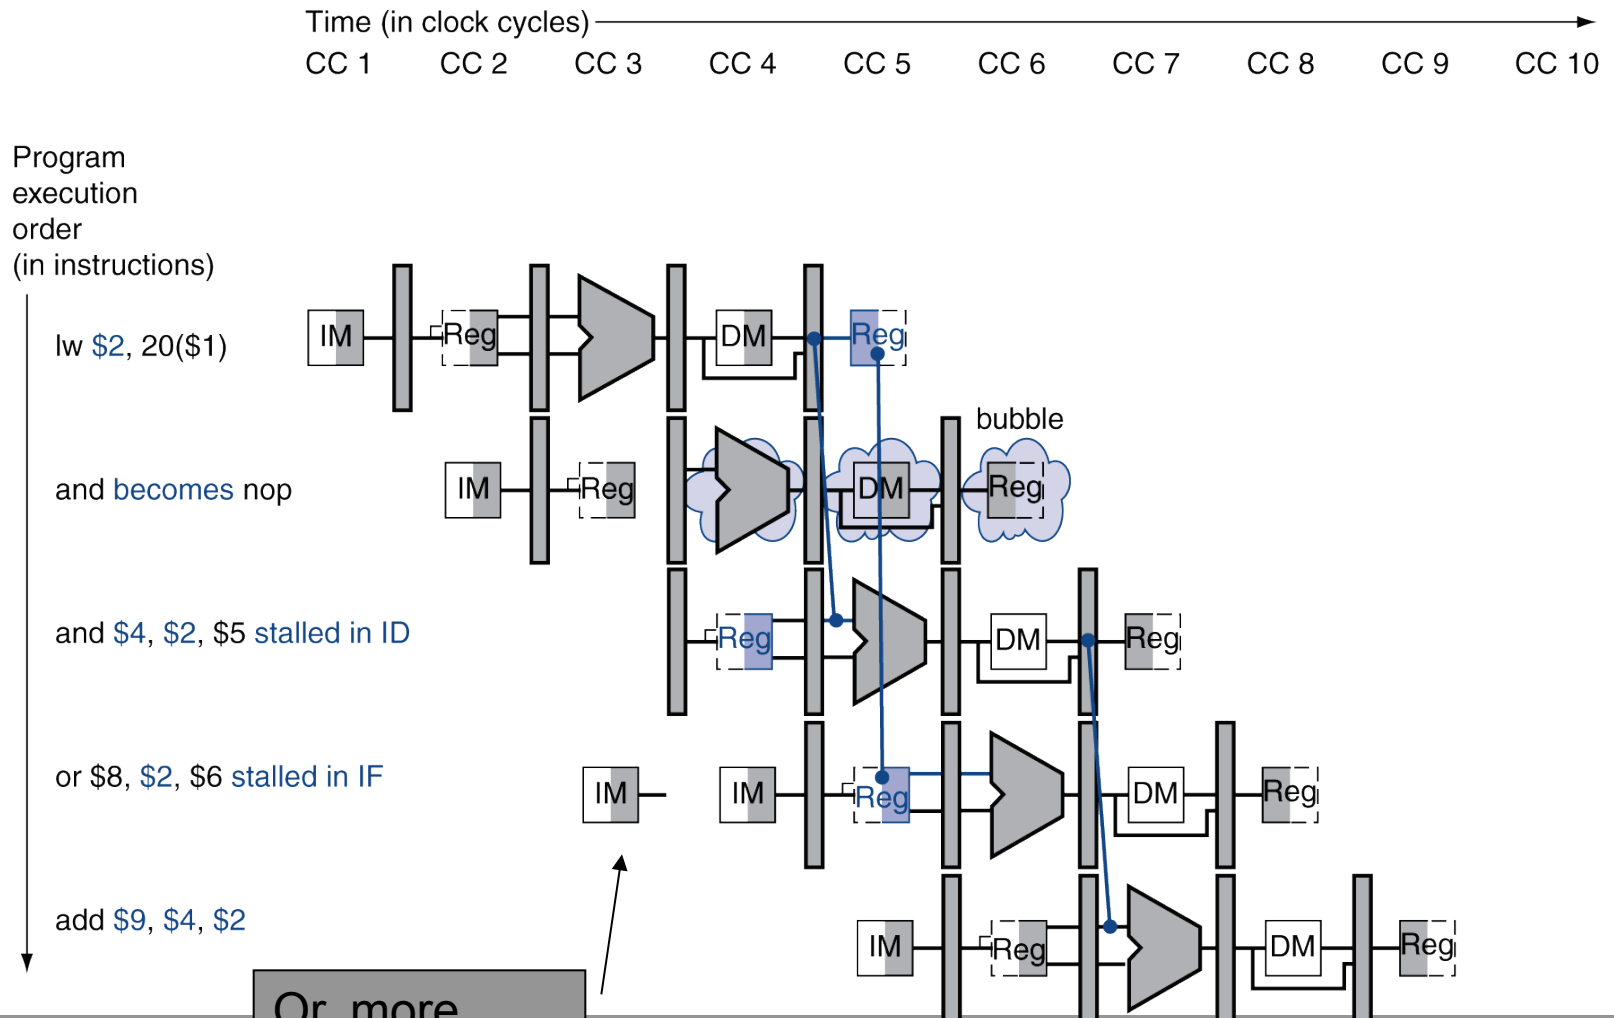 Time (in clock cycles)
CC 1 CC 2 CC 3 CC 4 CC 5 CC 6 CC 7 CC 8 CC 9 CC 10
Program
execution
order
(in instructions)
lw $2, 20($1)
IM Reg DM Reg
bubble
and becomes nop
IM Reg DM Reg
and $4, $2, $5 stalled in ID
Reg DM Reg
or $8, $2, $6 stalled in IF
IM IM Reg DM Reg
add $9, $4, $2
IM Reg DM Reg
Or, more